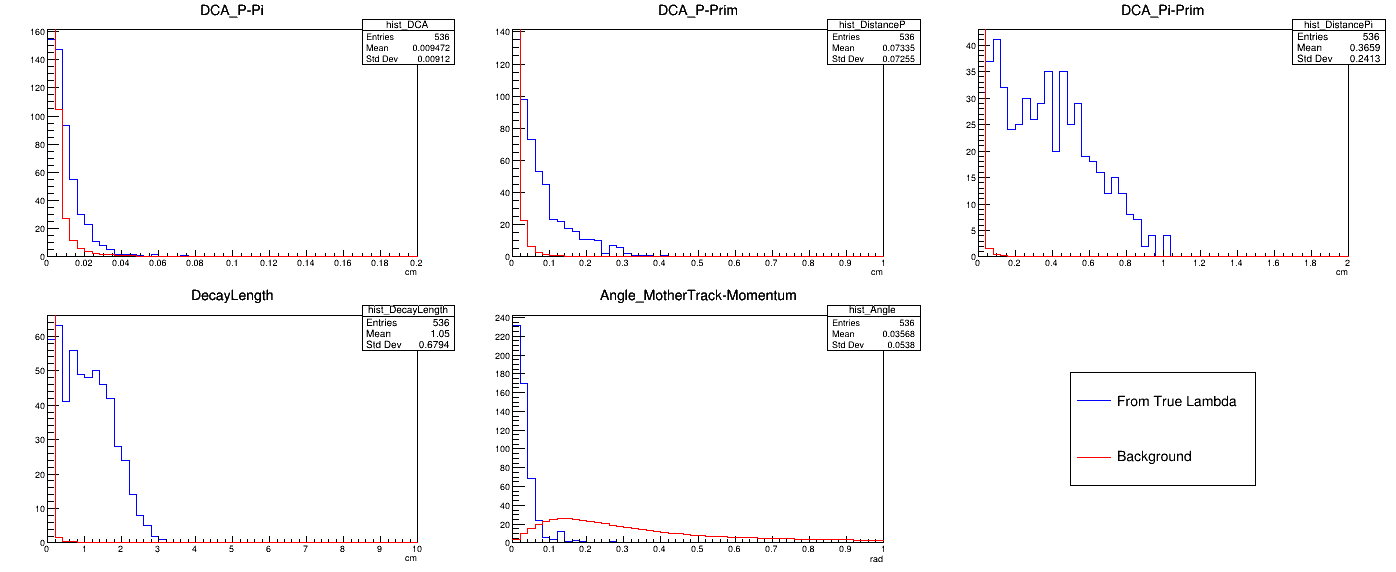 DCA_P-Pi
hist_DCA
Entries 536
Mean 0.009472
Std Dev 0.00912
160
140
120
100
80
60
40
20
0
0 0.02 0.04 0.06 0.08 0.1 0.12 0.14 0.16 0.18 0.2
cm
DCA_P-Prim
hist_DistanceP
Entries 536
Mean 0.07335
Std Dev 0.07255
140
120
100
80
60
40
20
0
0 0.1 0.2 0.3 0.4 0.5 0.6 0.7 0.8 0.9 1
cm
DCA_Pi-Prim
hist_DistancePi
Entries 536
Mean 0.3659
Std Dev 0.2413
40
35
30
25
20
15
10
5
0
0 0.2 0.4 0.6 0.8 1.0 1.2 1.4 1.6 1.8 2
cm
DecayLength
hist_DecayLength
Entries 536
Mean 1.05
Std Dev 0.6794
60
50
40
30
20
10
0
0 1 2 3 4 5 6 7 8 9 10
cm
Angle_MotherTrack-Momentum
hist_Angle
Entries 536
Mean 0.03568
Std Dev 0.0538
240
220
200
180
160
140
120
100
80
60
40
20
0
0 0.1 0.2 0.3 0.4 0.5 0.6 0.7 0.8 0.9 1
rad
From True Lambda
Background